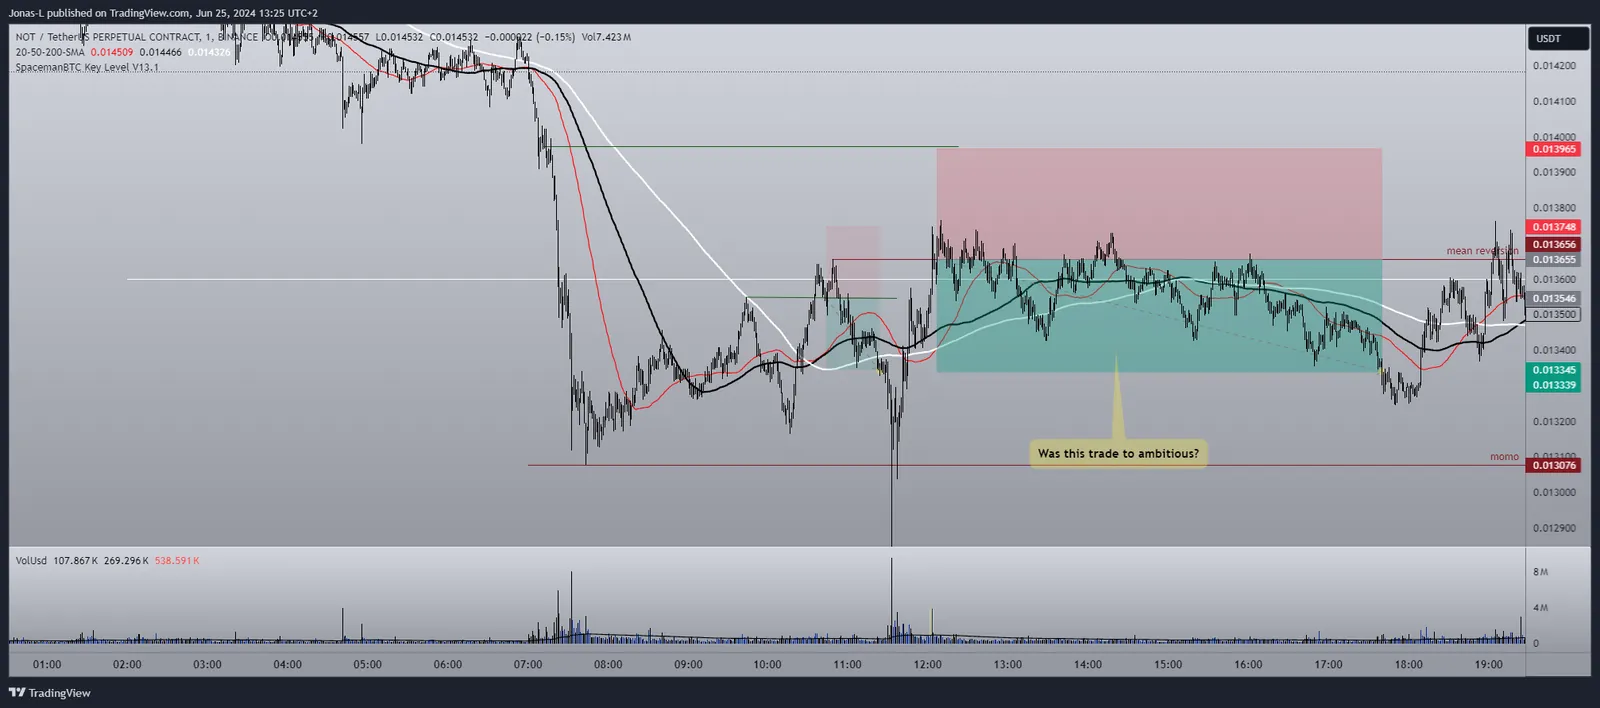 Jonas-L published on TradingView.com, Jun 25, 2024 13:25 UTC+2
NOT / TetherUS PERPETUAL CONTRACT, 1, BINANCE L0.014532 C0.014532 −0.000022 (−0.15%) Vol7.423 M
20-50-200-SMA 0.014509 0.014466 0.014326
SpacemanBTC Key Level V13.1
USDT
0.014200
0.014100
0.014000
0.013965
0.013900
0.013800
0.013748
mean reversion 0.013656
0.013655
0.013600
0.013546
0.013500
0.013400
0.013345
0.013339
0.013200
Was this trade to ambitious?
momo 0.013076
0.013000
0.012900
VolUsd 107.867 K 269.296 K 538.591 K
8 M
4 M
0
01:00 02:00 03:00 04:00 05:00 06:00 07:00 08:00 09:00 10:00 11:00 12:00 13:00 14:00 15:00 16:00 17:00 18:00 19:00
TradingView